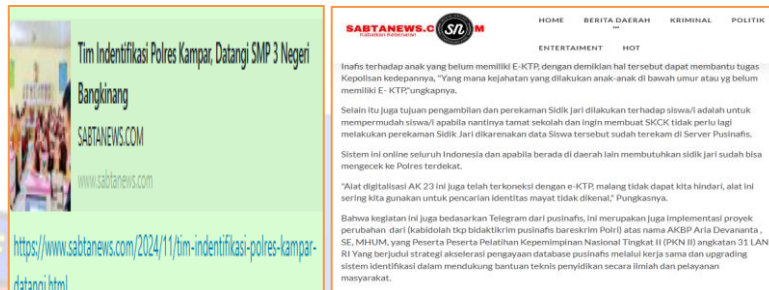 Tim Indentifikasi Polres Kampar, Datangi SMP 3 Negeri
Bangkinang
SABTANEWS.COM
www.sabtanews.com
https://www.sabtanews.com/2024/11/tim-indentifikasi-polres-kampar-
datangi.html
SABTANEWS.C sn M
HOME BERITA DAERAH KRIMINAL POLITIK
ENTERTAIMENT HOT
Inafis terhadap anak yang belum memiliki E-KTP, dengan demikian hal tersebut dapat membantu tugas
Kepolisan kedepannya, "Yang mana kejahatan yang dilakukan anak-anak di bawah umur atau yg belum
memiliki E- KTP,"ungkapnya.
Selain itu juga tujuan pengambilan dan perekaman Sidik jari dilakukan terhadap siswa/i adalah untuk
mempermudah siswa/i apabila nantinya tamat sekolah dan ingin membuat SKCK tidak perlu lagi
melakukan perekaman Sidik Jari dikarenakan data Siswa tersebut sudah terekam di Server Pusinafis.
Sistem ini online seluruh Indonesia dan apabila berada di daerah lain membutuhkan sidik jari sudah bisa
mengecek ke Polres terdekat.
"Alat digitalisasi AK 23 ini juga telah terkoneksi dengan e-KTP, malang tidak dapat kita hindari, alat ini
sering kita gunakan untuk pencarian identitas mayat tidak dikenal," Pungkasnya.
Bahwa kegiatan ini juga bedasarkan Telegram dari pusinafis, ini merupakan juga implementasi proyek
perubahan dari (kabidolah tkp bidaktikrim pusinafis bareskrim Polri) atas nama AKBP Aria Devanta ,
SE, MHUM, yang Peserta Peserta Pelatihan Kepemimpinan Nasional Tingkat II (PKN II) angkatan 31 LAN
RI Yang berjudul strategi akselerasi pengayaan database pusinafis melalui kerja sama dan upgrading
sistem identifikasi dalam mendukung bantuan teknis penyidikan secara ilmiah dan pelayanan
masyarakat.